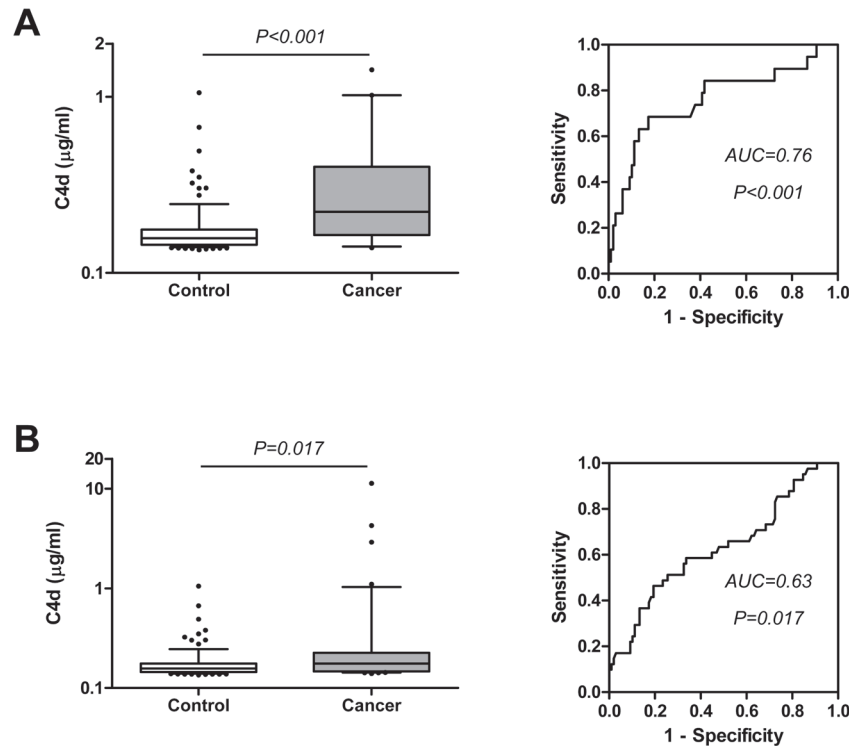 A
P<0.001
2
1
0.1
C4d (μg/ml)
Control
Cancer
1.0
0.8
0.6
0.4
0.2
0.0
Sensitivity
AUC=0.76
P<0.001
0.0 0.2 0.4 0.6 0.8 1.0
1 - Specificity
B
P=0.017
20
10
1
0.1
C4d (μg/ml)
Control
Cancer
1.0
0.8
0.6
0.4
0.2
0.0
Sensitivity
AUC=0.63
P=0.017
0.0 0.2 0.4 0.6 0.8 1.0
1 - Specificity